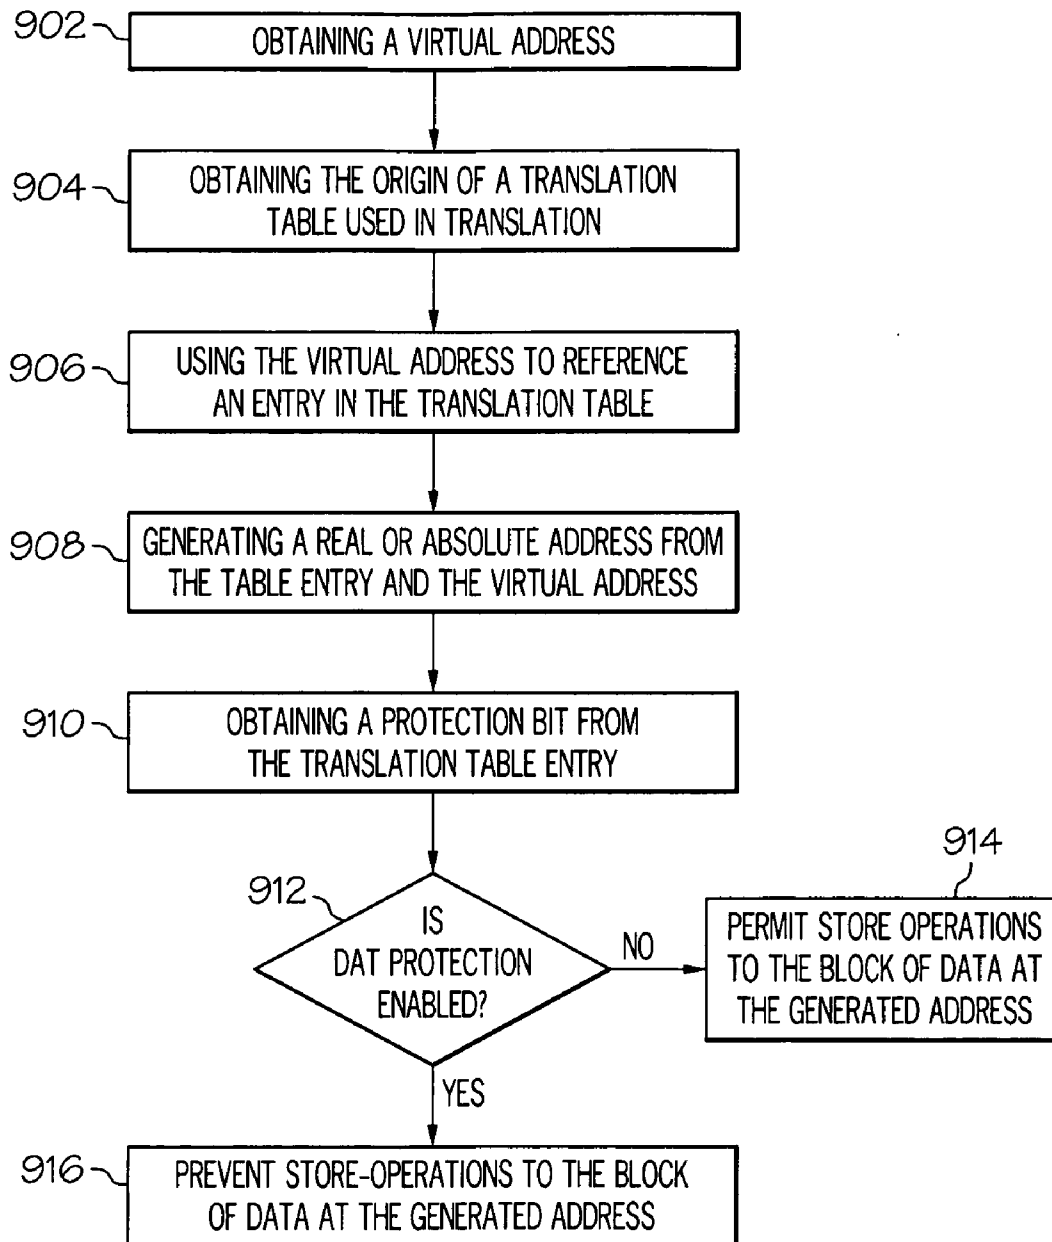 902
OBTAINING A VIRTUAL ADDRESS
904
OBTAINING THE ORIGIN OF A TRANSLATION
TABLE USED IN TRANSLATION
906
USING THE VIRTUAL ADDRESS TO REFERENCE
AN ENTRY IN THE TRANSLATION TABLE
908
GENERATING A REAL OR ABSOLUTE ADDRESS FROM
THE TABLE ENTRY AND THE VIRTUAL ADDRESS
910
OBTAINING A PROTECTION BIT FROM
THE TRANSLATION TABLE ENTRY
912
IS
DAT PROTECTION
ENABLED?
NO
914
PERMIT STORE OPERATIONS
TO THE BLOCK OF DATA AT
THE GENERATED ADDRESS
YES
916
PREVENT STORE-OPERATIONS TO THE BLOCK
OF DATA AT THE GENERATED ADDRESS